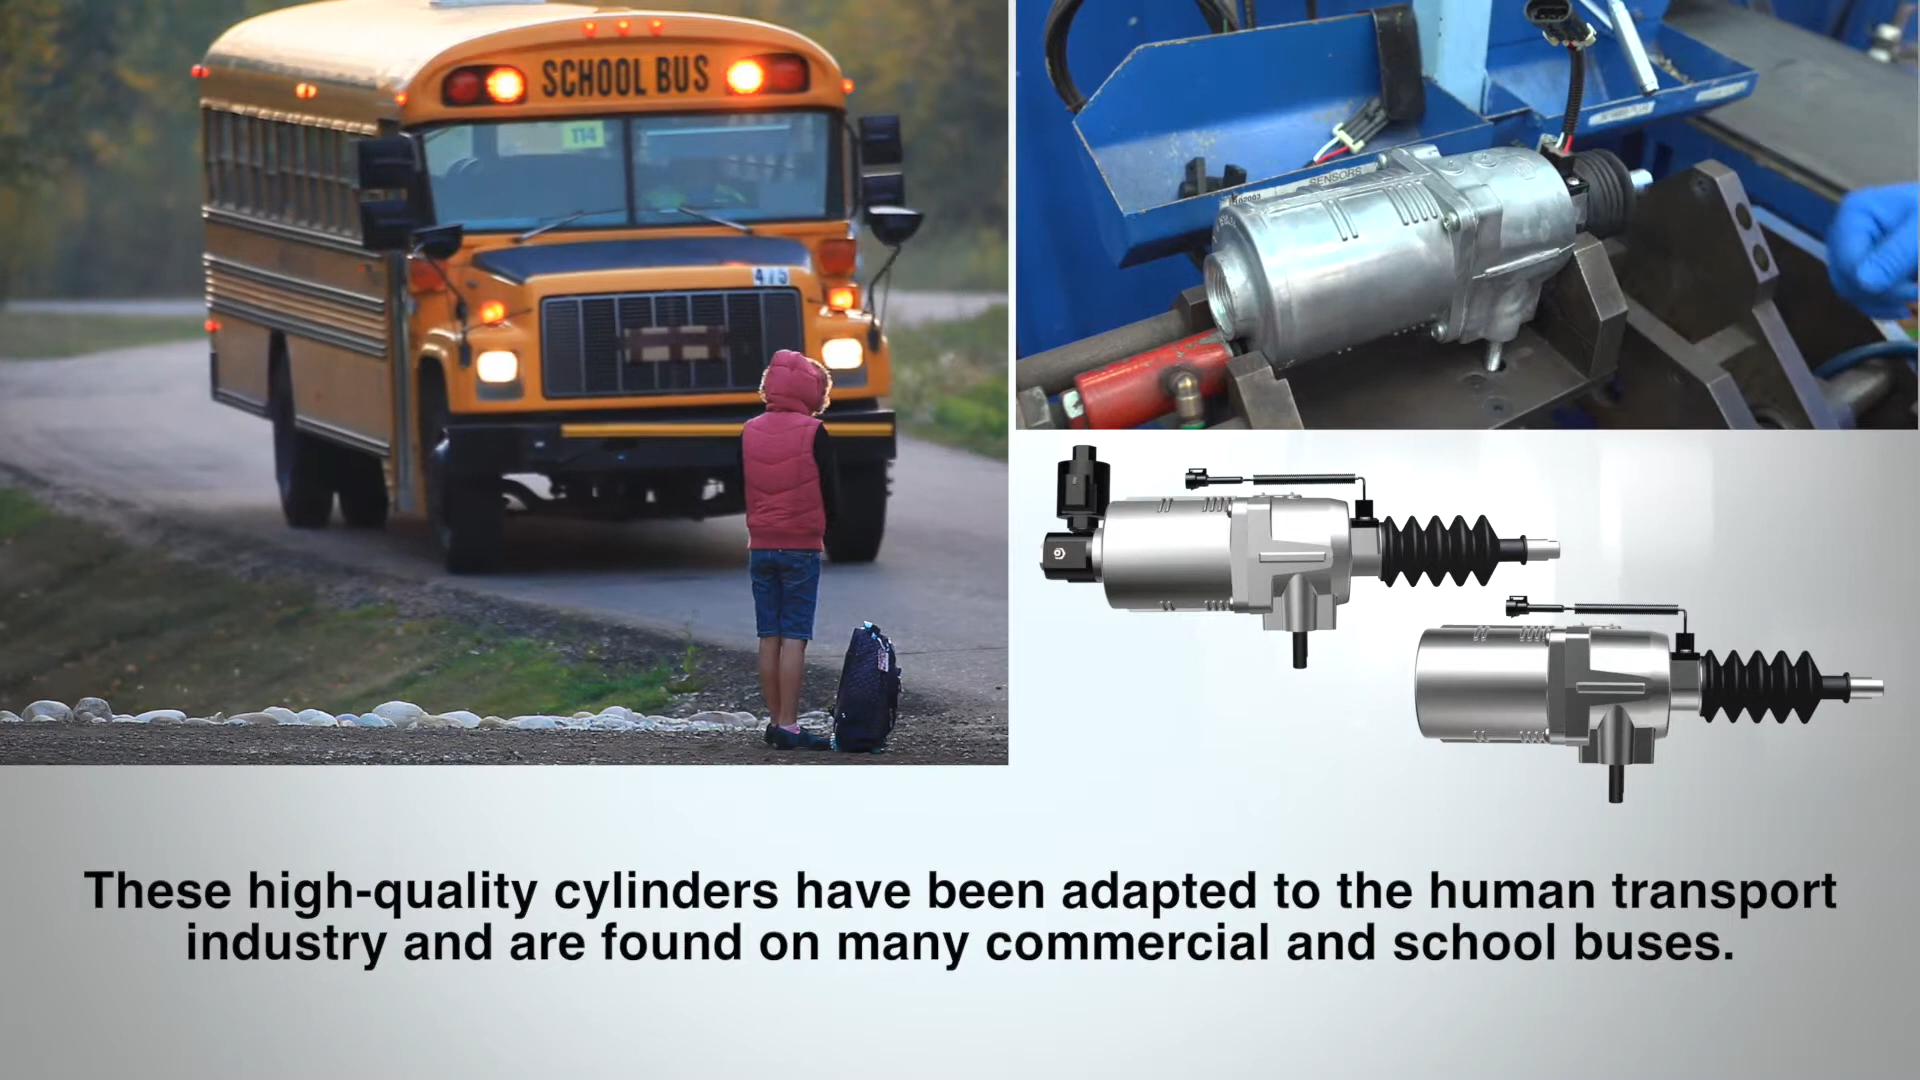 SCHOOL BUS
114
475
SENSORS
These high-quality cylinders have been adapted to the human transport
industry and are found on many commercial and school buses.